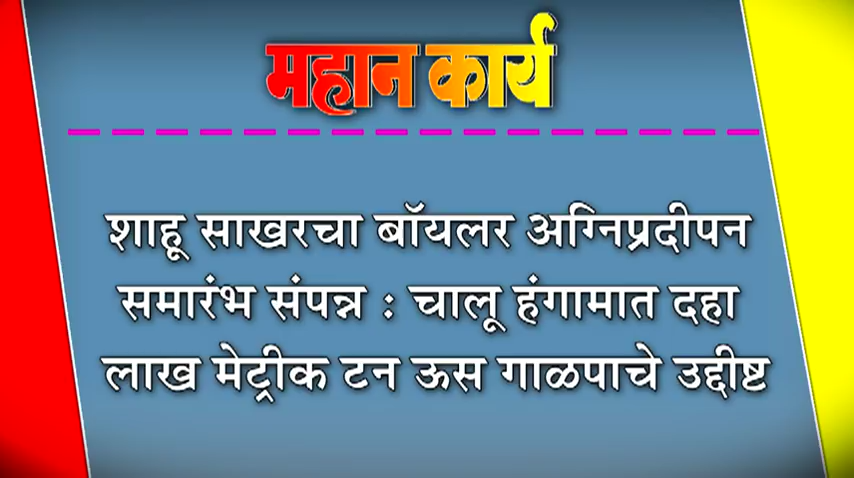 महान कार्य
शाहू साखरचा बॉयलर अग्निप्रदीपन
समारंभ संपन्न : चालू हंगामात दहा
लाख मेट्रीक टन ऊस गाळपाचे उद्दीष्ट